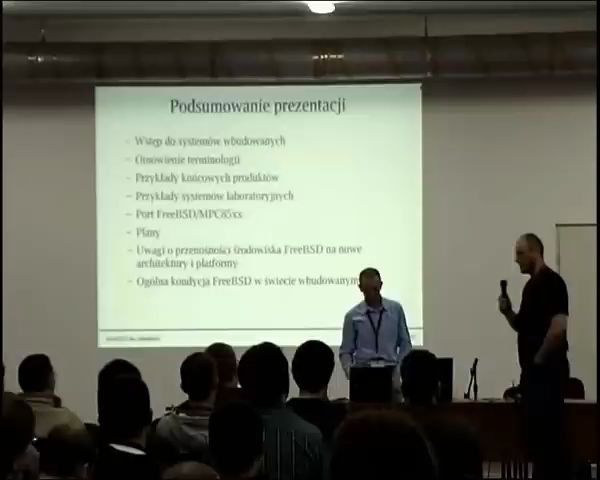 Podsumowanie prezentacji
– Wstęp do systemów wbudowanych
– Omówienie terminologii
– Przykłady końcowych produktów
– Przykłady systemów laboratoryjnych
– Port FreeBSD/MPC85xx
– Plany
– Uwagi o przenośności środowiska FreeBSD na nowe
architektury i platformy
– Ogólna kondycja FreeBSD w świecie wbudowanym